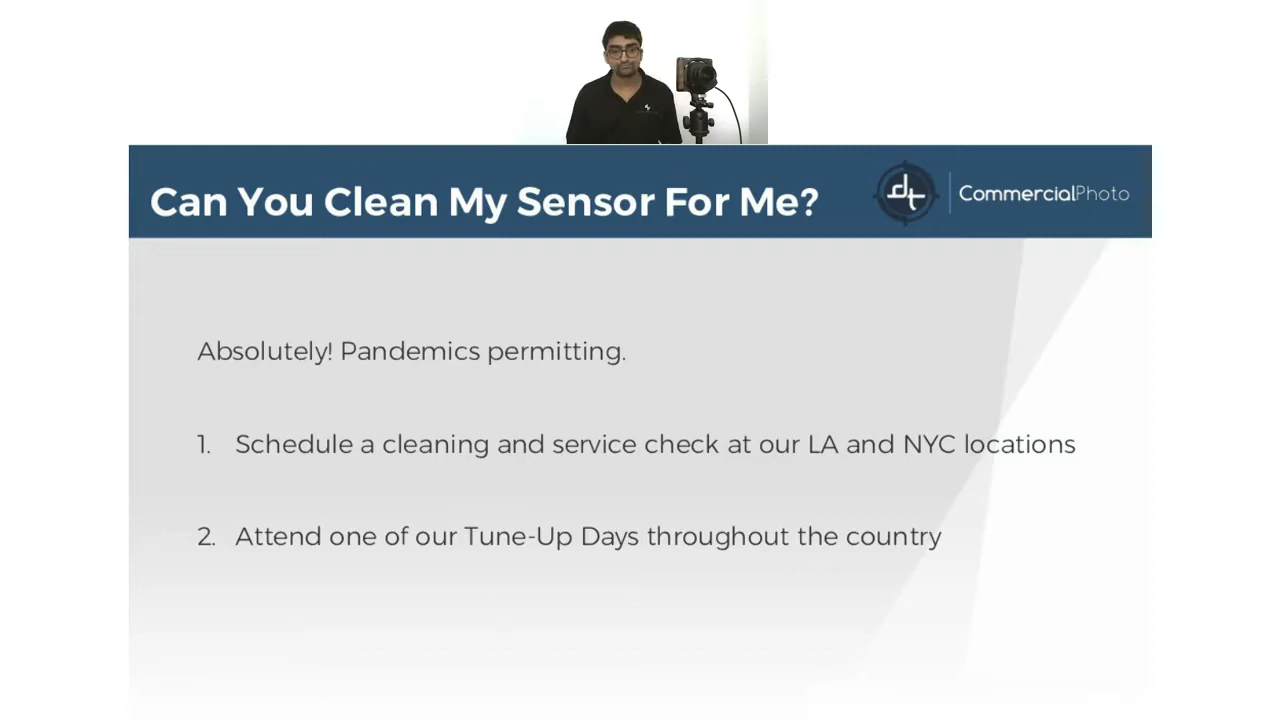 Can You Clean My Sensor For Me?
dt CommercialPhoto
Absolutely! Pandemics permitting.
1. Schedule a cleaning and service check at our LA and NYC locations
2. Attend one of our Tune-Up Days throughout the country